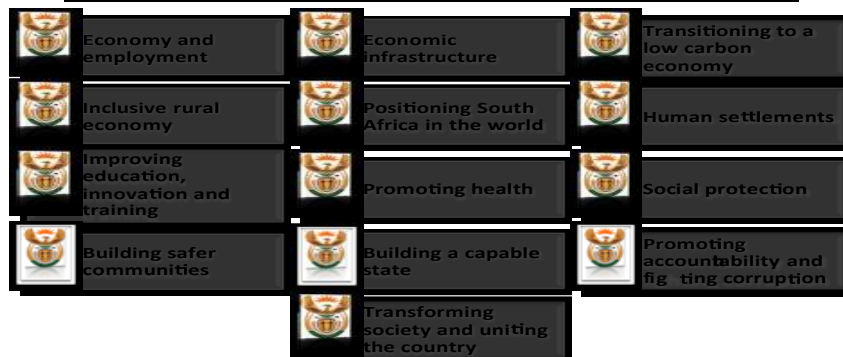 Economy and
employment
Economic
infrastructure
Transitioning to a
low carbon
economy
Inclusive rural
economy
Positioning South
Africa in the world
Human settlements
Improving
education,
innovation and
training
Promoting health
Social protection
Building safer
communities
Building a capable
state
Promoting
accountability and
fig ting corruption
Transforming
society and uniting
the country